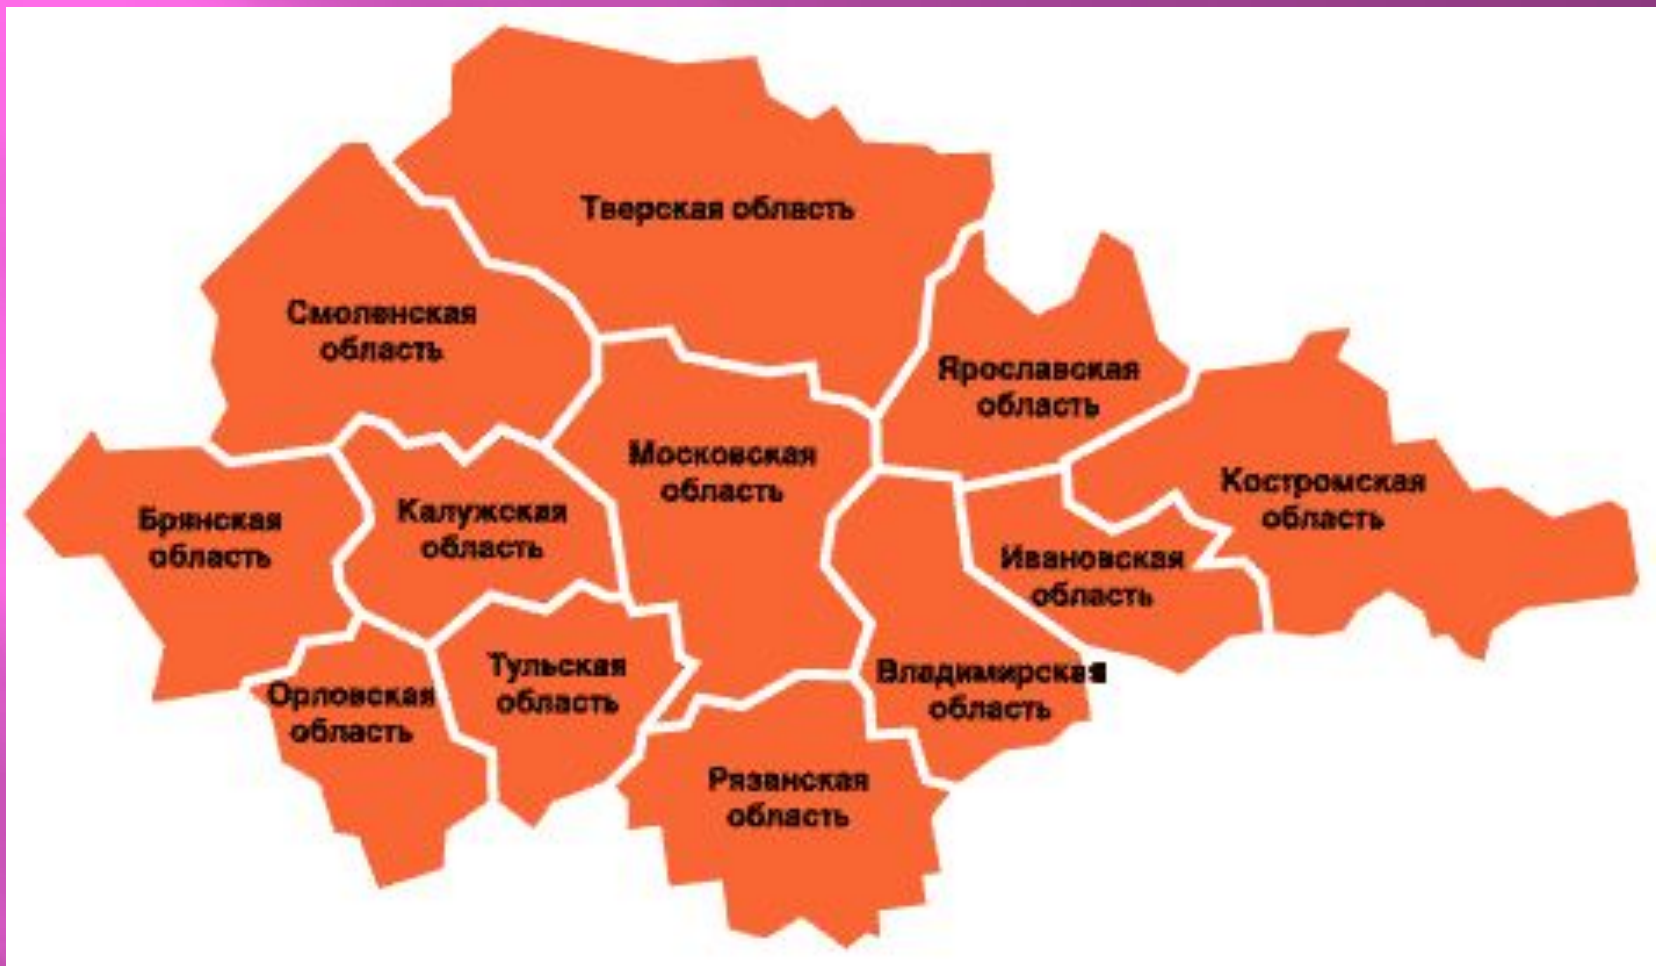 Тверская область
Смоленская
область
Ярославская
область
Московская
область
Костромская
область
Калужская
область
Брянская
область
Ивановская
область
Тульская
область
Владимирская
область
Орловская
область
Рязанская
область